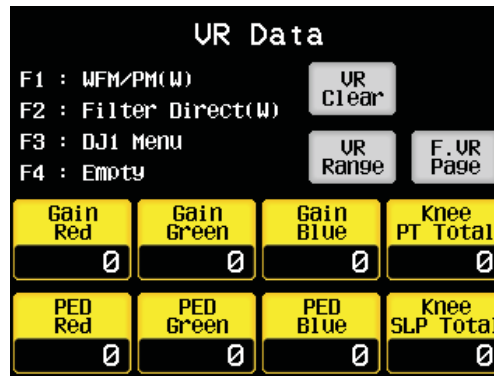 VR Data
F1 : WFM/PM(W)
F2 : Filter Direct(W)
F3 : DJ1 Menu
F4 : Empty
VR
Clear
VR
Range
F.VR
Page
Gain
Red
0
Gain
Green
0
Gain
Blue
0
Knee
PT Total
0
PED
Red
0
PED
Green
0
PED
Blue
0
Knee
SLP Total
0